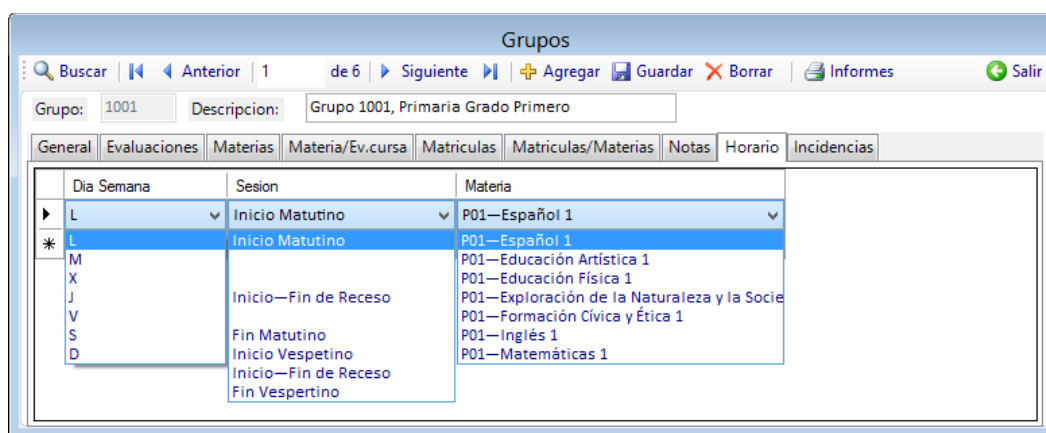 Grupos
Buscar Anterior 1 de 6 Siguiente Agregar Guardar Borrar Informes Salir
Grupo: 1001 Descripcion: Grupo 1001, Primaria Grado Primero
General Evaluaciones Materias Materia/Ev.cursa Matriculas Matriculas/Materias Notas Horario Incidencias
Dia Semana Sesion Materia
L Inicio Matutino P01—Español 1
L Inicio Matutino P01—Español 1
M P01—Educación Artística 1
X P01—Educación Física 1
J Inicio—Fin de Receso P01—Exploración de la Naturaleza y la Socie
V P01—Formación Cívica y Ética 1
S Fin Matutino P01—Inglés 1
D Inicio Vespetino P01—Matemáticas 1
Inicio—Fin de Receso
Fin Vespertino